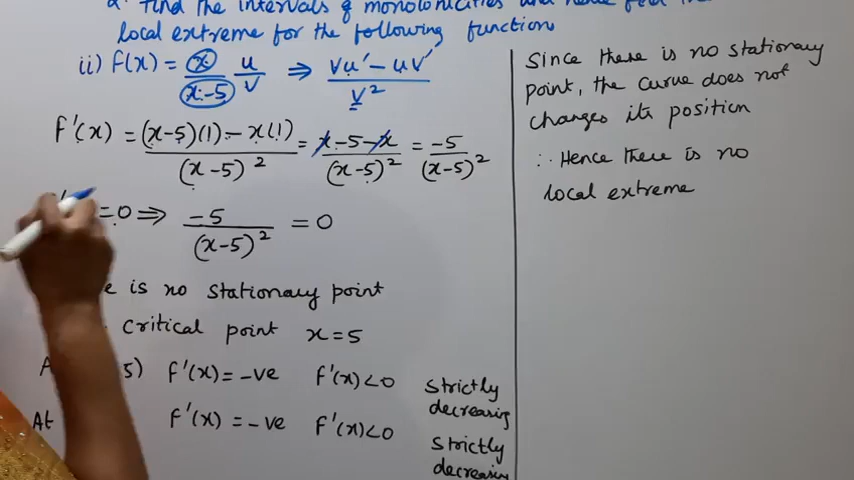 2. Find the intervals of monotonicities and hence find the
local extreme for the following function
ii) f(x) = x/x-5 u/v ⇒ vu' - uv'/v²
f'(x) = (x-5)(1) - x(1)/(x-5)² = x-5-x/(x-5)² = -5/(x-5)²
=0 ⇒ -5/(x-5)² = 0
is no stationary point
critical point x=5
5) f'(x) = -ve f'(x)<0 strictly
decreasing
At f'(x) = -ve f'(x)<0 strictly
decreasing
Since there is no stationary
point, the curve does not
changes its position
∴ Hence there is no
local extreme